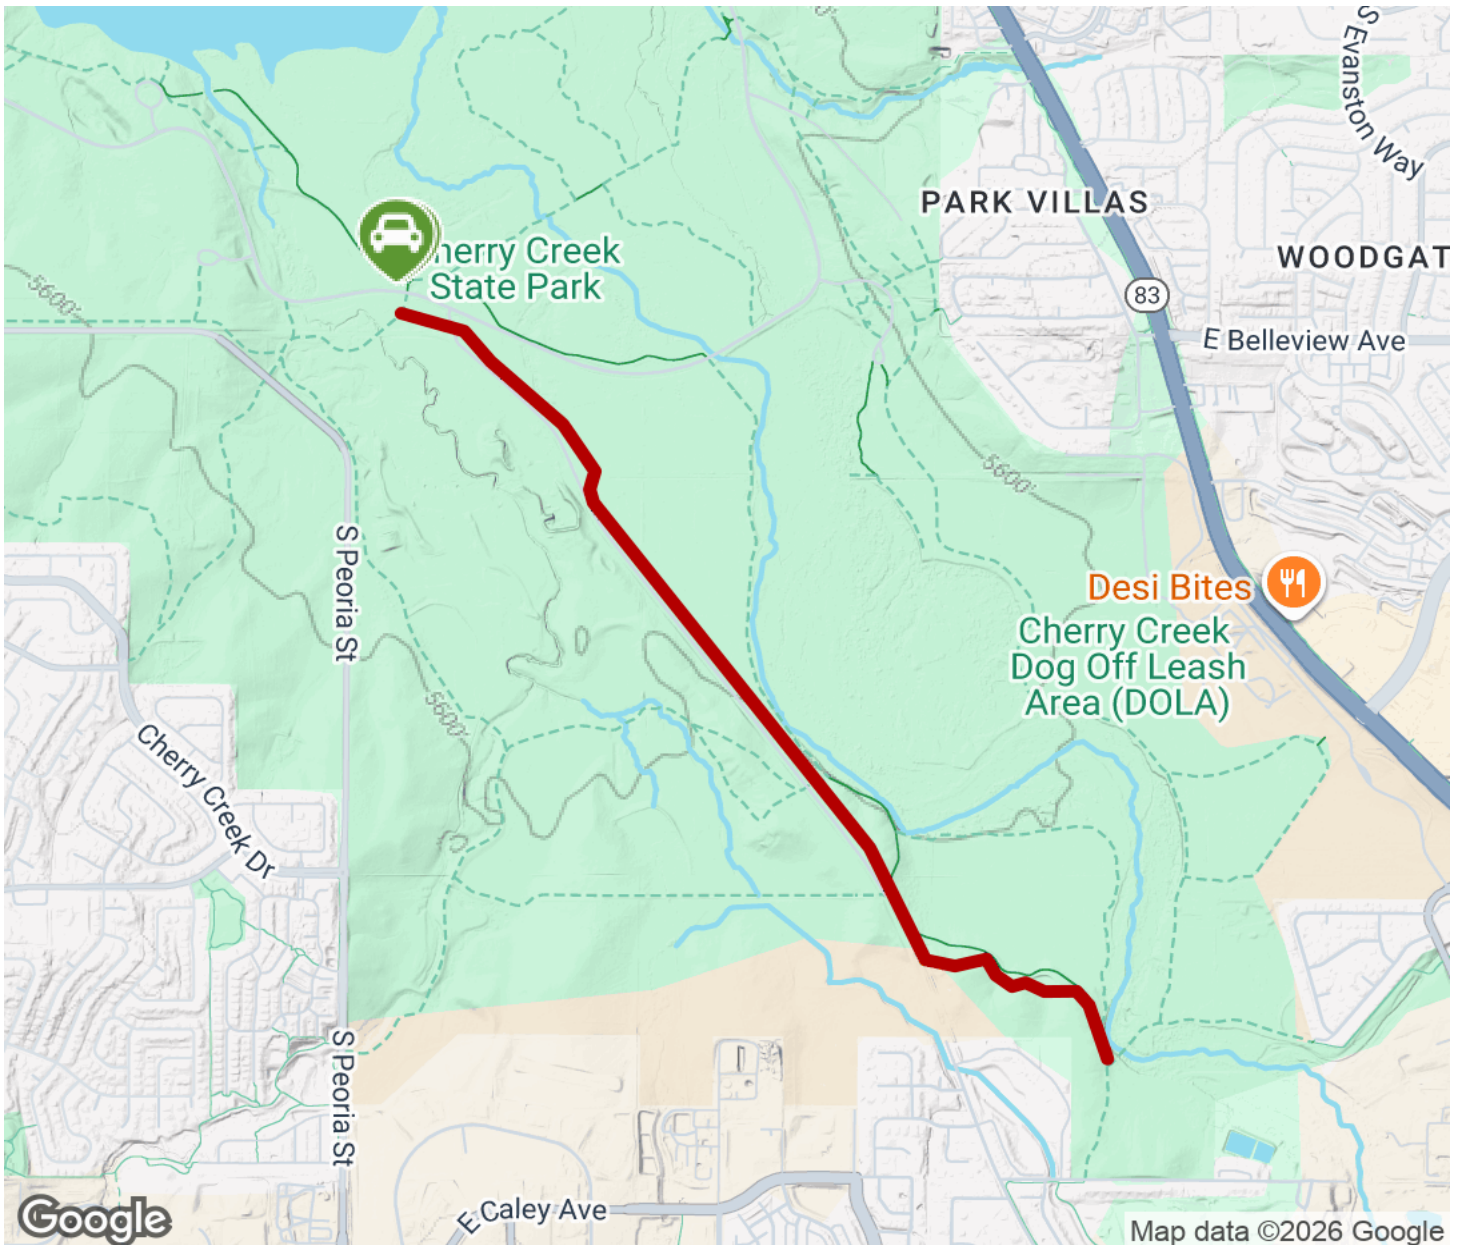 S Evanston Way
PARK VILLAS
WOODGAT
herry Creek
State Park
5600'
83
E Belleview Ave
5600'
S Peoria St
Desi Bites
Cherry Creek
Dog Off Leash
Area (DOLA)
5600'
Cherry Creek Dr
S Peoria St
E Caley Ave
Google
Map data ©2026 Google